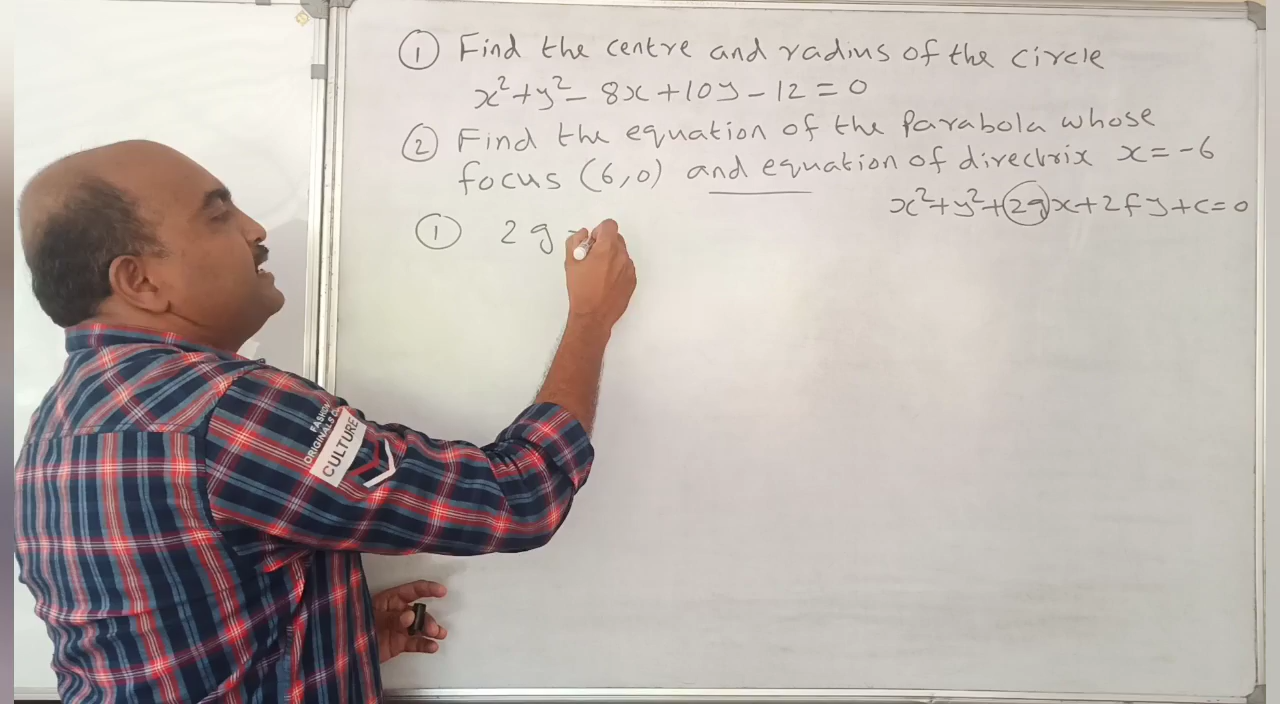 ① Find the centre and radius of the circle
x²+y²- 8x+10y-12=0
② Find the equation of the parabola whose
focus (6,0) and equation of directrix x=-6
x²+y²+2gx+2fy+c=0
① 2g
FASHION
ORIGINALS
CULTURE